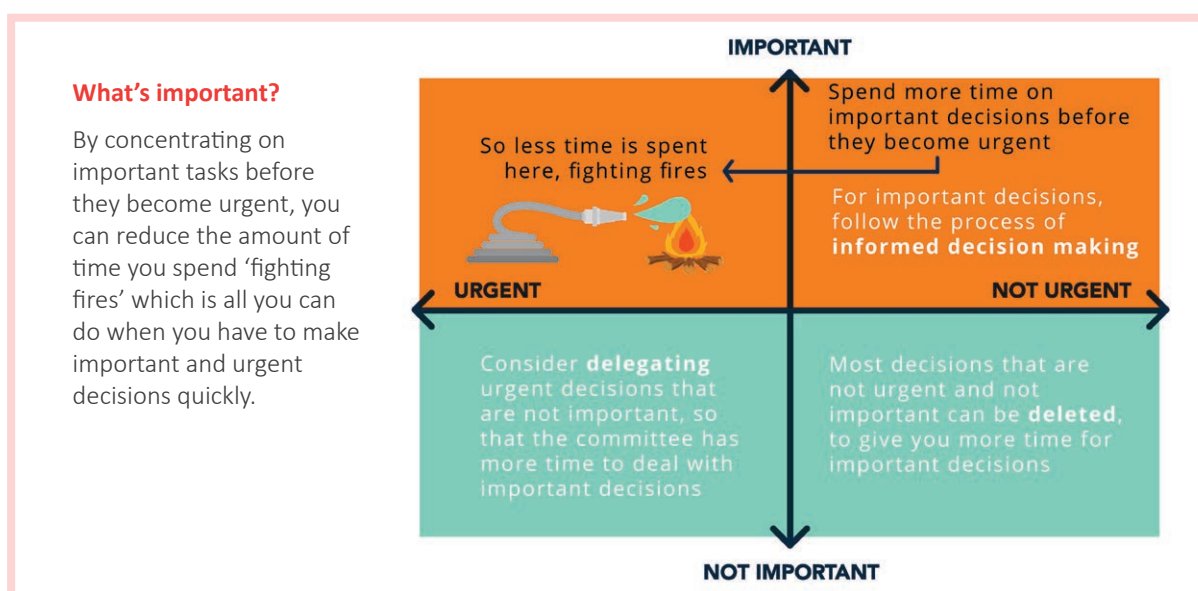 What’s important?
By concentrating on
important tasks before
they become urgent, you
can reduce the amount of
time you spend ‘fighting
fires’ which is all you can
do when you have to make
important and urgent
decisions quickly.
IMPORTANT
So less time is spent
here, fighting fires
Spend more time on
important decisions before
they become urgent
For important decisions,
follow the process of
informed decision making
URGENT
NOT URGENT
Consider delegating
urgent decisions that
are not important, so
that the committee has
more time to deal with
important decisions
Most decisions that are
not urgent and not
important can be deleted,
to give you more time for
important decisions
NOT IMPORTANT